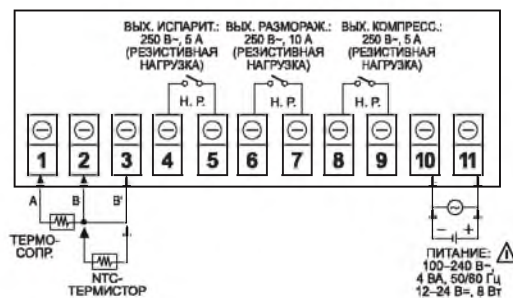 ВЫХ. ИСПАРИТ.: ВЫХ. РАЗМОРАЖ.: ВЫХ. КОМПРЕСС.:
250 В~, 5 А 250 В~, 10 А 250 В~, 5 А
(РЕЗИСТИВНАЯ (РЕЗИСТИВНАЯ (РЕЗИСТИВНАЯ
НАГРУЗКА) НАГРУЗКА) НАГРУЗКА)
Н. Р. Н. Р. Н. Р.
1 2 3 4 5 6 7 8 9 10 11
A B B'
ТЕРМО-
СОПР.
NTC-
ТЕРМИСТОР
− +
ПИТАНИЕ:
100–240 В~,
4 ВА, 50/60 Гц
12–24 В=, 8 Вт